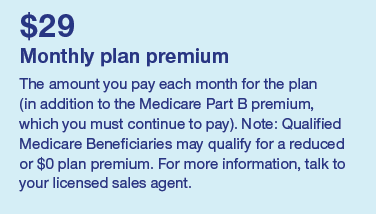 $29
Monthly plan premium
The amount you pay each month for the plan
(in addition to the Medicare Part B premium,
which you must continue to pay). Note: Qualified
Medicare Beneficiaries may qualify for a reduced
or $0 plan premium. For more information, talk to
your licensed sales agent.